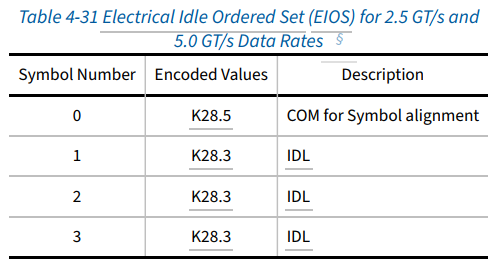 Table 4-31 Electrical Idle Ordered Set (EIOS) for 2.5 GT/s and
5.0 GT/s Data Rates §
Symbol Number Encoded Values Description
0 K28.5 COM for Symbol alignment
1 K28.3 IDL
2 K28.3 IDL
3 K28.3 IDL